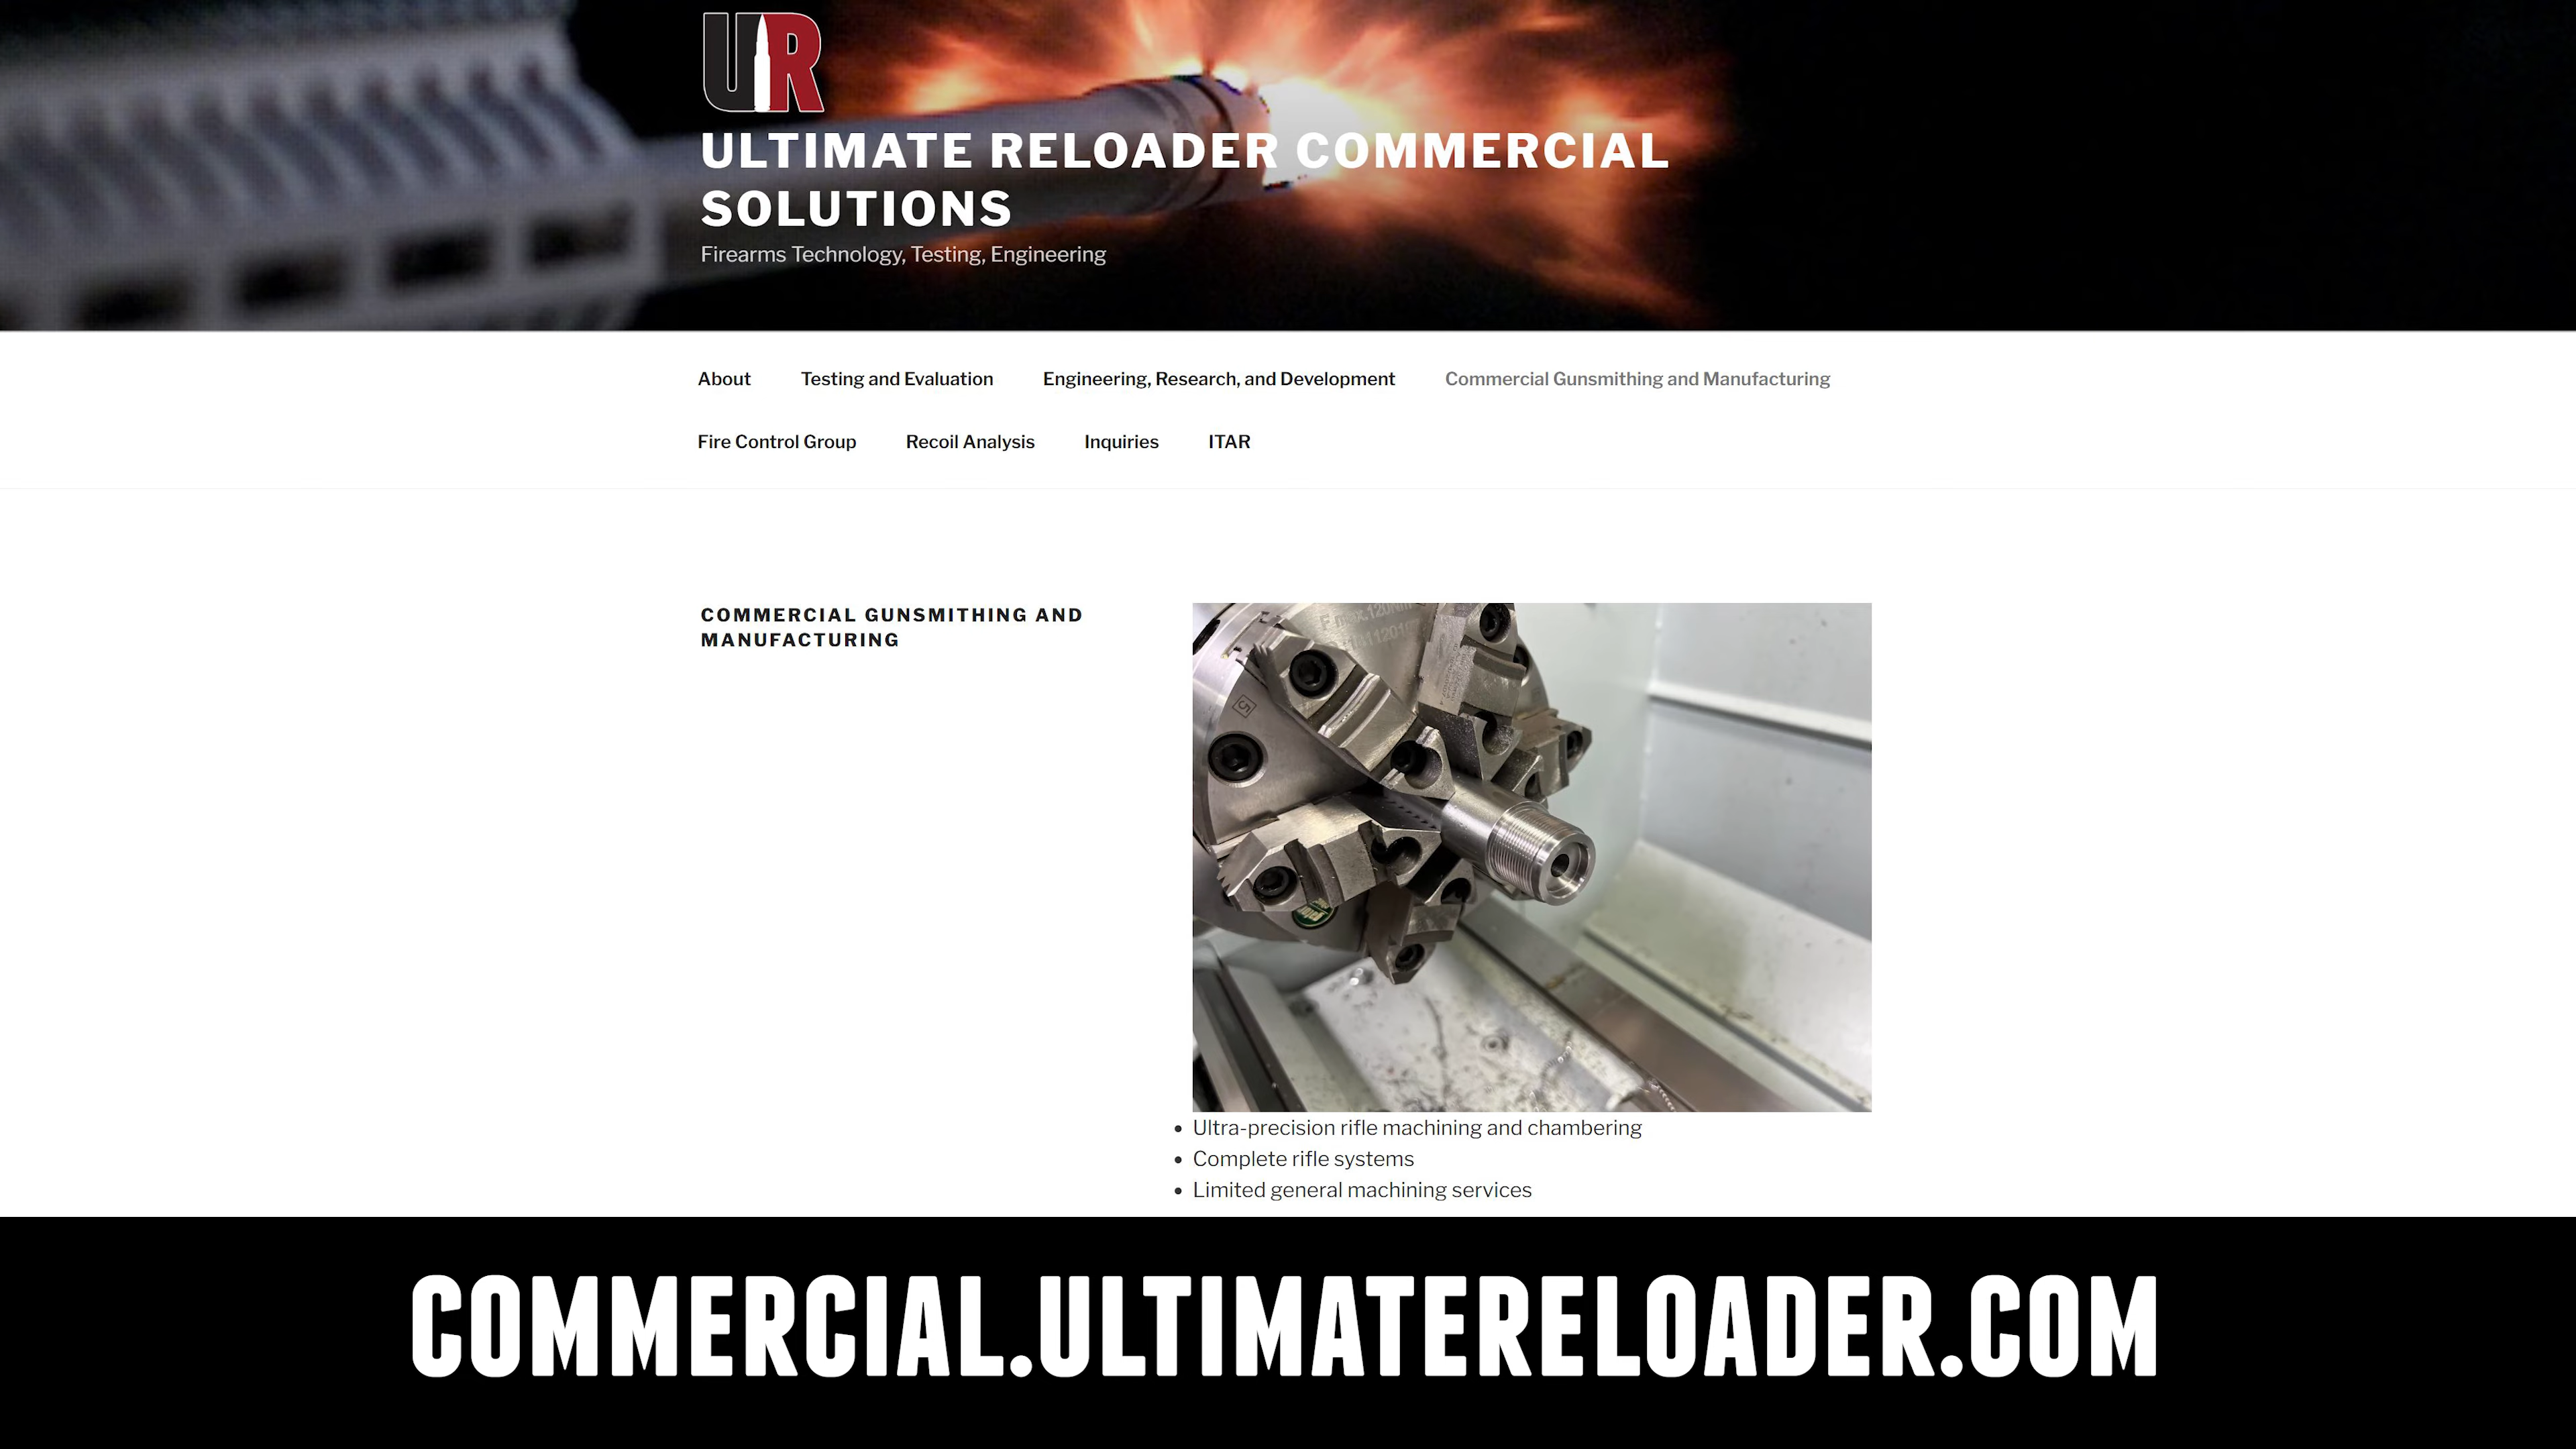 UR
ULTIMATE RELOADER COMMERCIAL
SOLUTIONS
Firearms Technology, Testing, Engineering
About Testing and Evaluation Engineering, Research, and Development Commercial Gunsmithing and Manufacturing
Fire Control Group Recoil Analysis Inquiries ITAR
COMMERCIAL GUNSMITHING AND
MANUFACTURING
5
Ultra-precision rifle machining and chambering
Complete rifle systems
Limited general machining services
COMMERCIAL.ULTIMATERELOADER.COM